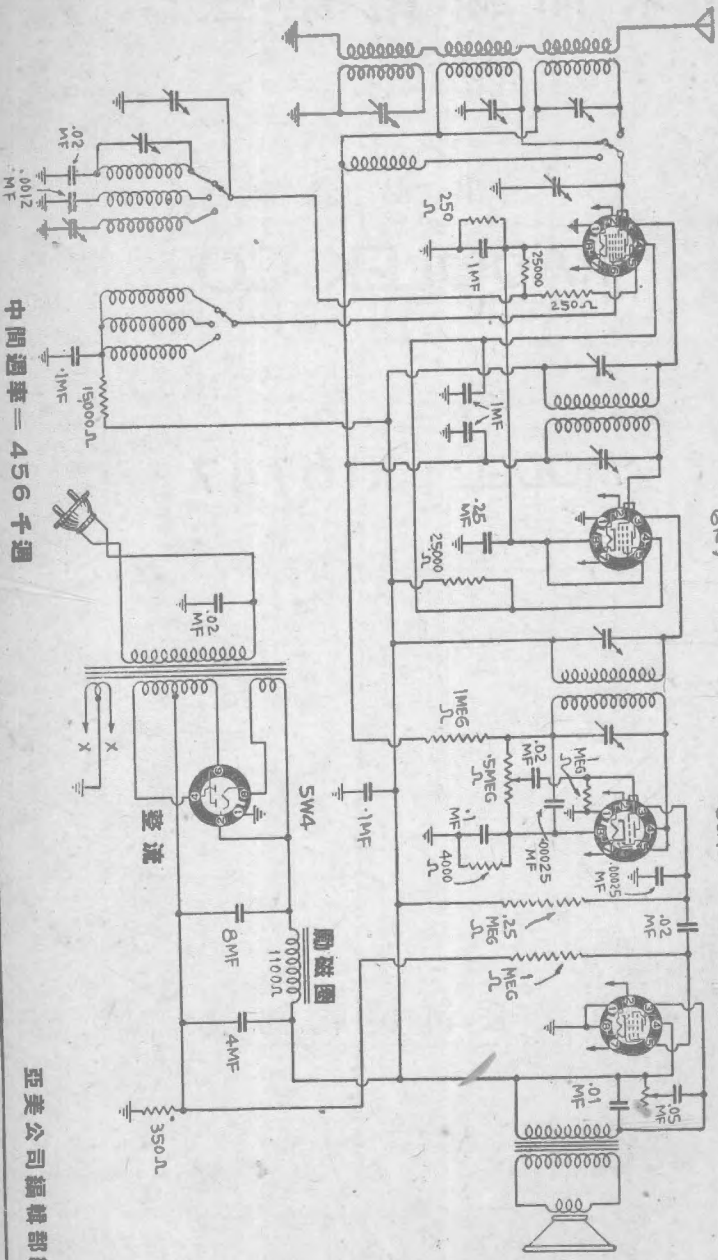 250
Ω
.1MF
25000
250Ω
.02
MF
.0012
MF
.1MF
15,000Ω
.1MF
.25
MF
25000
Ω
1MEG
Ω
.5MEG
Ω
.02
MF
1
MEG
Ω
.1
MF
4000
Ω
.00025
MF
.00025
MF
.25
MEG
Ω
.02
MF
1
MEG
Ω
.01
MF
.05
MF
.1MF
.02
MF
X
X
5W4
整流
8MF
勵磁圈
1100Ω
4MF
350Ω
中間週率＝456千週
亞美公司編輯部